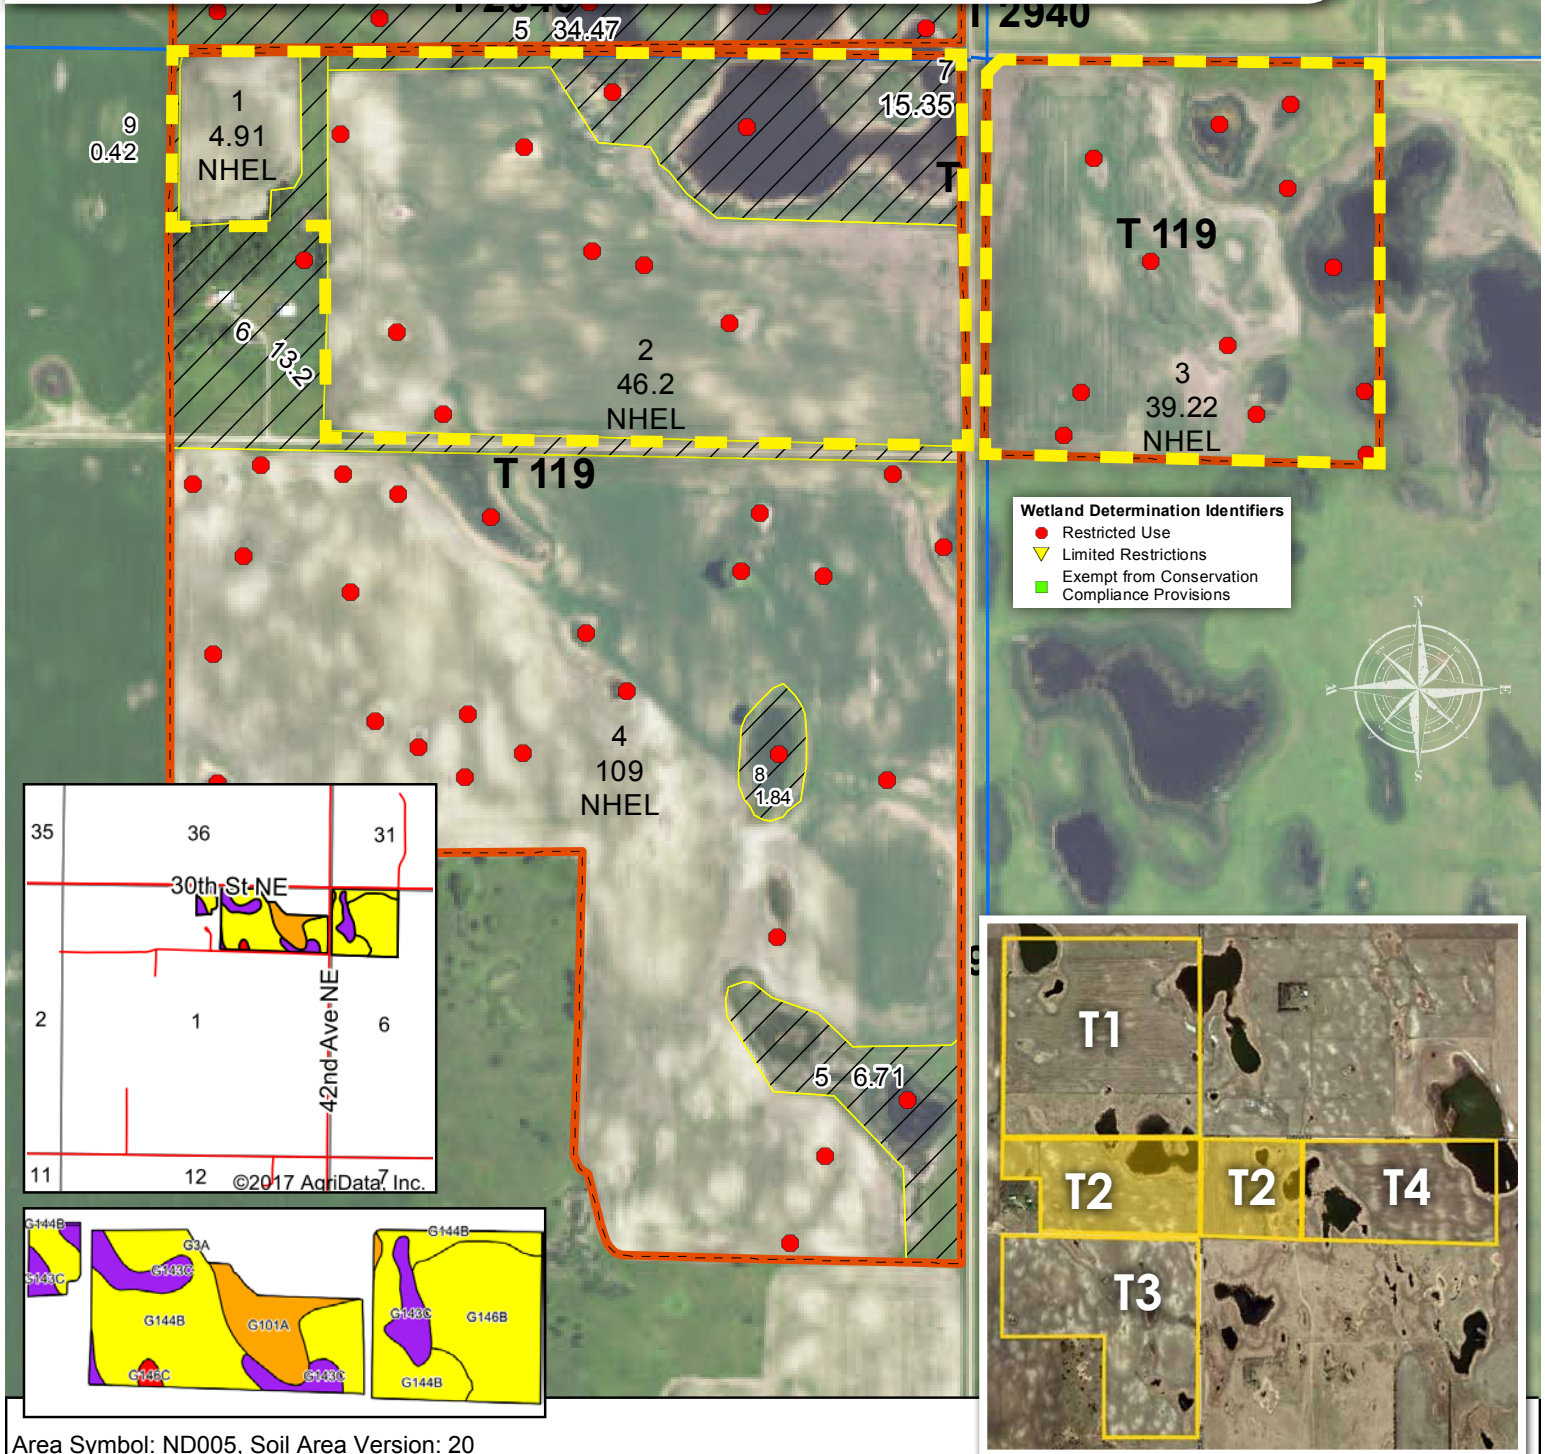 T 2940
T 2940
5 34.47
7
15.35
1
4.91
NHEL
9
0.42
T
T 119
6 13.2
2
46.2
NHEL
3
39.22
NHEL
T 119
Wetland Determination Identifiers
Restricted Use
Limited Restrictions
Exempt from Conservation
Compliance Provisions
N
W E
S
4
109
NHEL
8
1.84
5 6.71
9
35 36 31
30th St NE
42nd Ave NE
2 1 6
11 12 7
©2017 AgriData, Inc.
G144B
G143C
G3A
G143C
G144B
G101A
G146C
G143C
G144B
G143C
G146B
G144B
T1
T2
T2
T4
T3
Area Symbol: ND005, Soil Area Version: 20